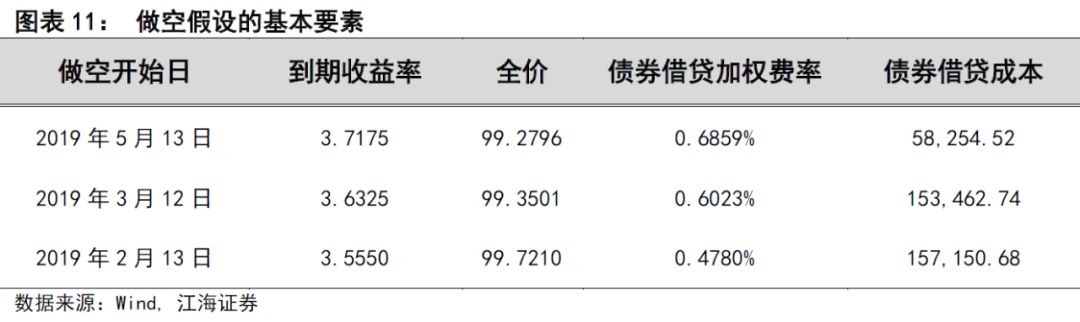 图表 11： 做空假设的基本要素
做空开始日 到期收益率 全价 债券借贷加权费率 债券借贷成本
2019 年 5 月 13 日 3.7175 99.2796 0.6859% 58,254.52
2019 年 3 月 12 日 3.6325 99.3501 0.6023% 153,462.74
2019 年 2 月 13 日 3.5550 99.7210 0.4780% 157,150.68
数据来源：Wind, 江海证券